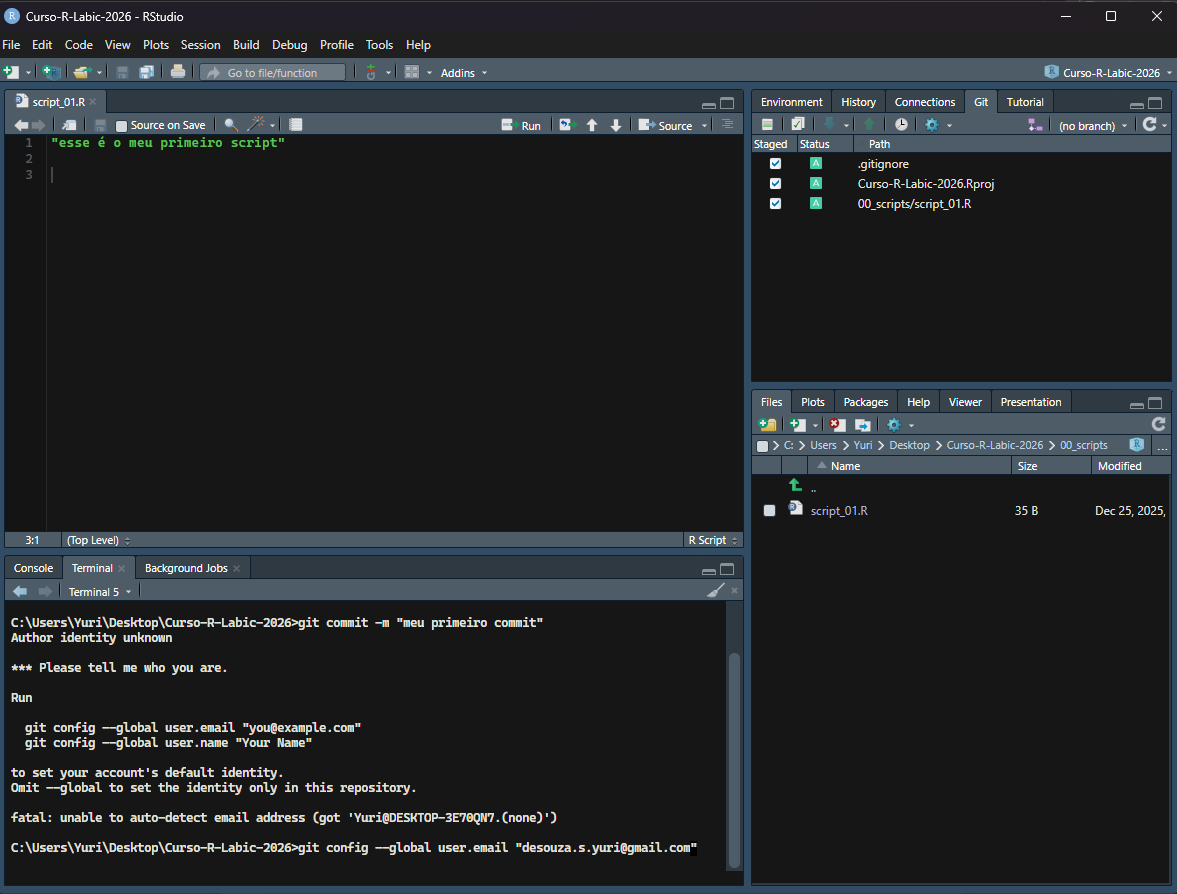 Curso-R-Labic-2026 - RStudio
File Edit Code View Plots Session Build Debug Profile Tools Help
Go to file/function Addins Curso-R-Labic-2026
script_01.R
Source on Save Run Source
1 "esse é o meu primeiro script"
2
3
3:1 (Top Level) R Script
Console Terminal Background Jobs
Terminal 5
C:\Users\Yuri\Desktop\Curso-R-Labic-2026>git commit -m "meu primeiro commit"
Author identity unknown
*** Please tell me who you are.
Run
git config --global user.email "you@example.com"
git config --global user.name "Your Name"
to set your account's default identity.
Omit --global to set the identity only in this repository.
fatal: unable to auto-detect email address (got 'Yuri@DESKTOP-3E70QN7.(none)')
C:\Users\Yuri\Desktop\Curso-R-Labic-2026>git config --global user.email "desouza.s.yuri@gmail.com"
Environment History Connections Git Tutorial
(no branch)
Staged Status Path
A .gitignore
A Curso-R-Labic-2026.Rproj
A 00_scripts/script_01.R
Files Plots Packages Help Viewer Presentation
C: Users Yuri Desktop Curso-R-Labic-2026 00_scripts ...
Name Size Modified
..
script_01.R 35 B Dec 25, 2025,